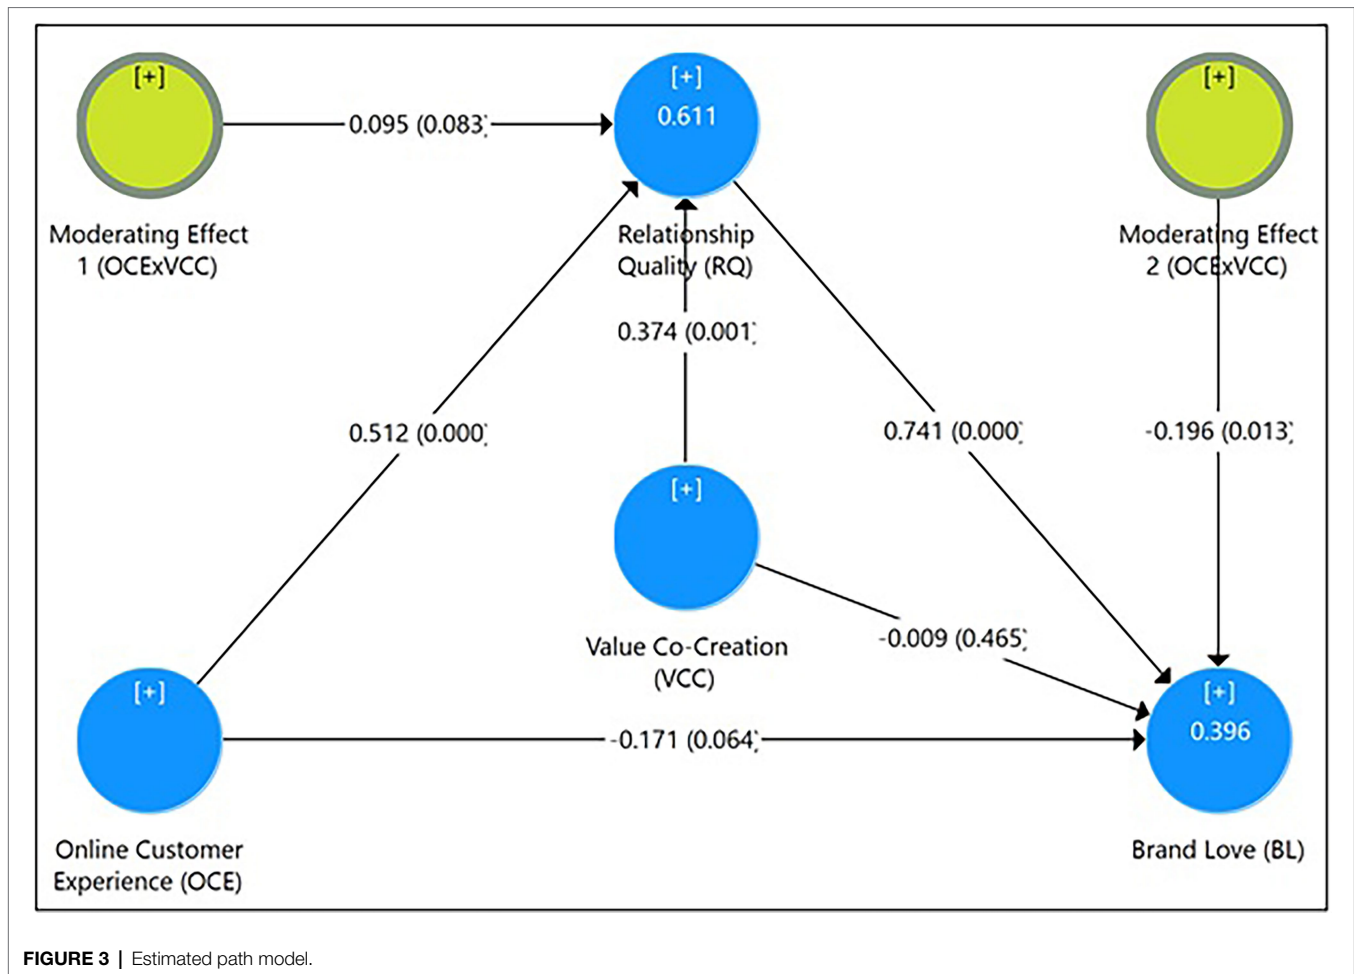 [+]
[+]
0.611
[+]
0.095 (0.083)
Moderating Effect
1 (OCExVCC)
Relationship
Quality (RQ)
Moderating Effect
2 (OCExVCC)
0.374 (0.001)
0.512 (0.000)
0.741 (0.000)
-0.196 (0.013)
[+]
Value Co-Creation
(VCC)
-0.009 (0.465)
[+]
[+]
0.396
-0.171 (0.064)
Online Customer
Experience (OCE)
Brand Love (BL)
FIGURE 3 | Estimated path model.